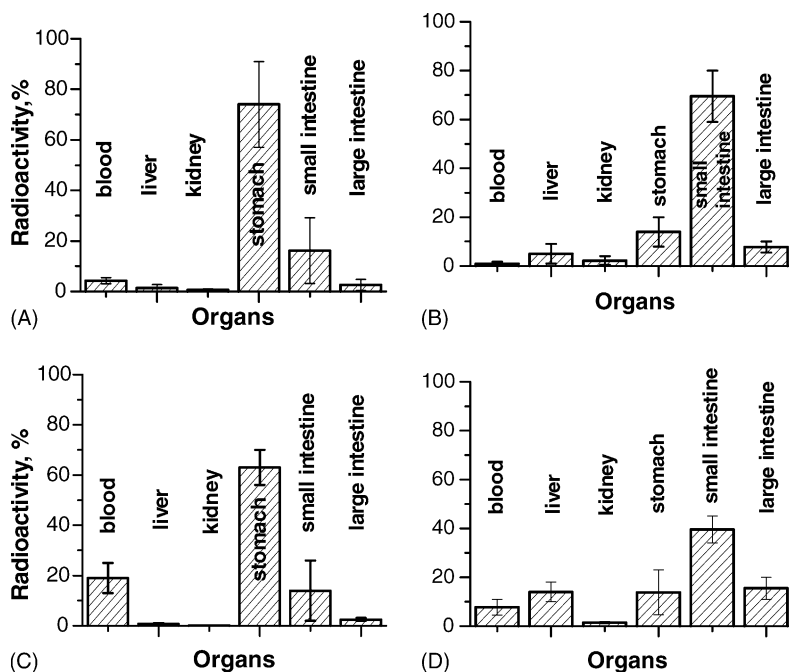 100
80
60
40
20
0
Radioactivity,%
blood
liver
kidney
stomach
small intestine
large intestine
(A)
Organs
100
80
60
40
20
0
blood
liver
kidney
stomach
small
intestine
large intestine
(B)
Organs
100
80
60
40
20
0
Radioactivity, %
blood
liver
kidney
stomach
small intestine
large intestine
(C)
Organs
100
80
60
40
20
0
blood
liver
kidney
stomach
small intestine
large intestine
(D)
Organs